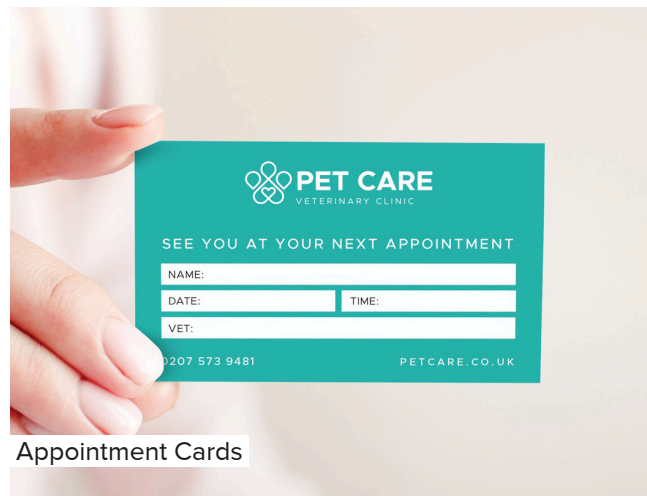 PET CARE
VETERINARY CLINIC
SEE YOU AT YOUR NEXT APPOINTMENT
NAME:
DATE: TIME:
VET:
0207 573 9481 PETCARE.CO.UK
Appointment Cards